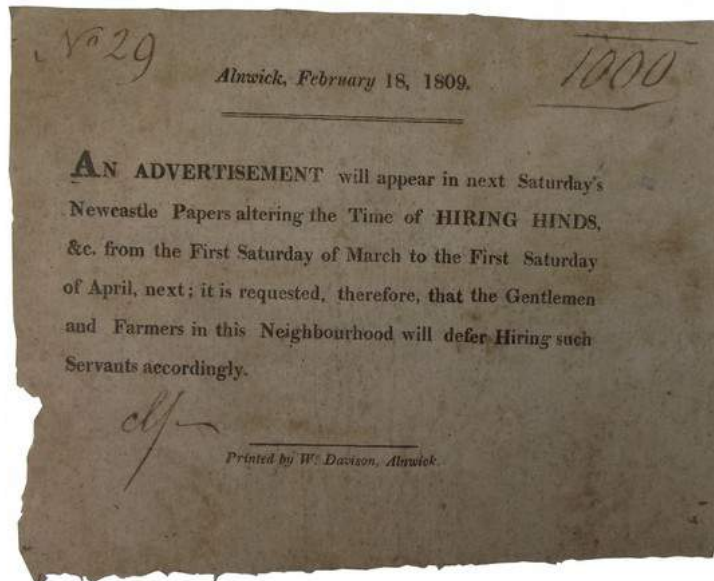 No 29
1000
Alnwick, February 18, 1809.
AN ADVERTISEMENT will appear in next Saturday's
Newcastle Papers altering the Time of HIRING HINDS,
&c. from the First Saturday of March to the First Saturday
of April, next; it is requested, therefore, that the Gentlemen
and Farmers in this Neighbourhood will defer Hiring such
Servants accordingly.
Printed by Wm Davison, Alnwick.